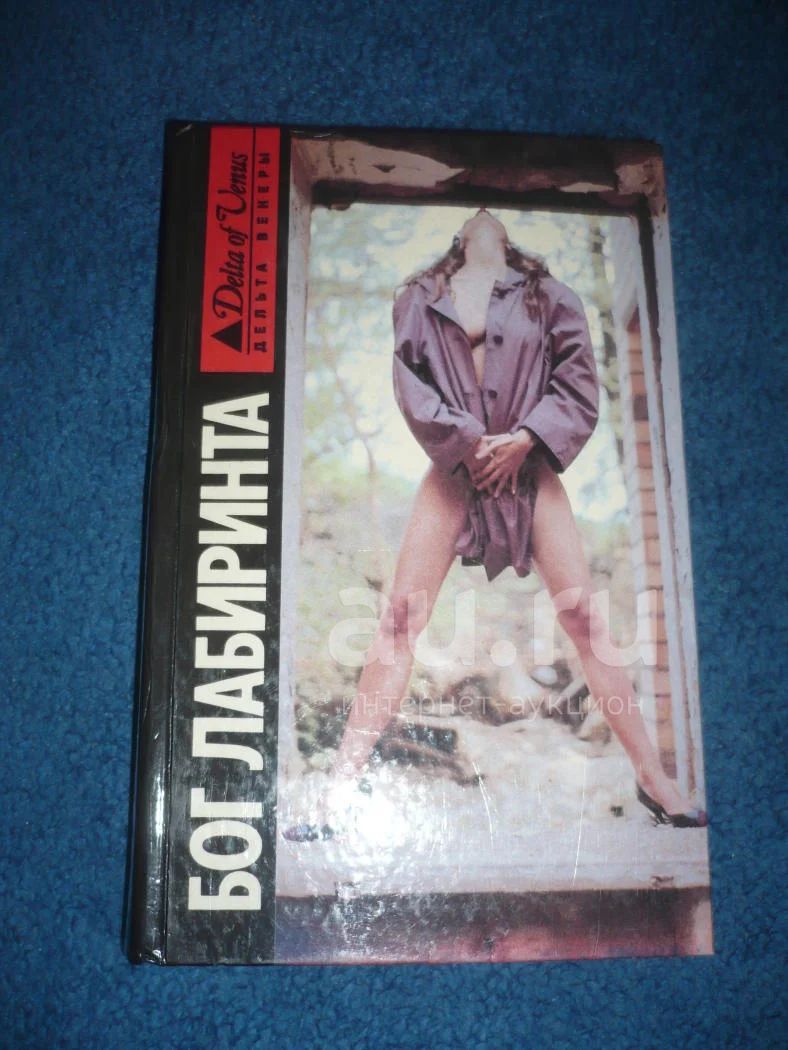 Delta of Venus
ДЕЛЬТА ВЕНЕРЫ
БОГ ЛАБИРИНТА
au.ru
интернет-аукцион